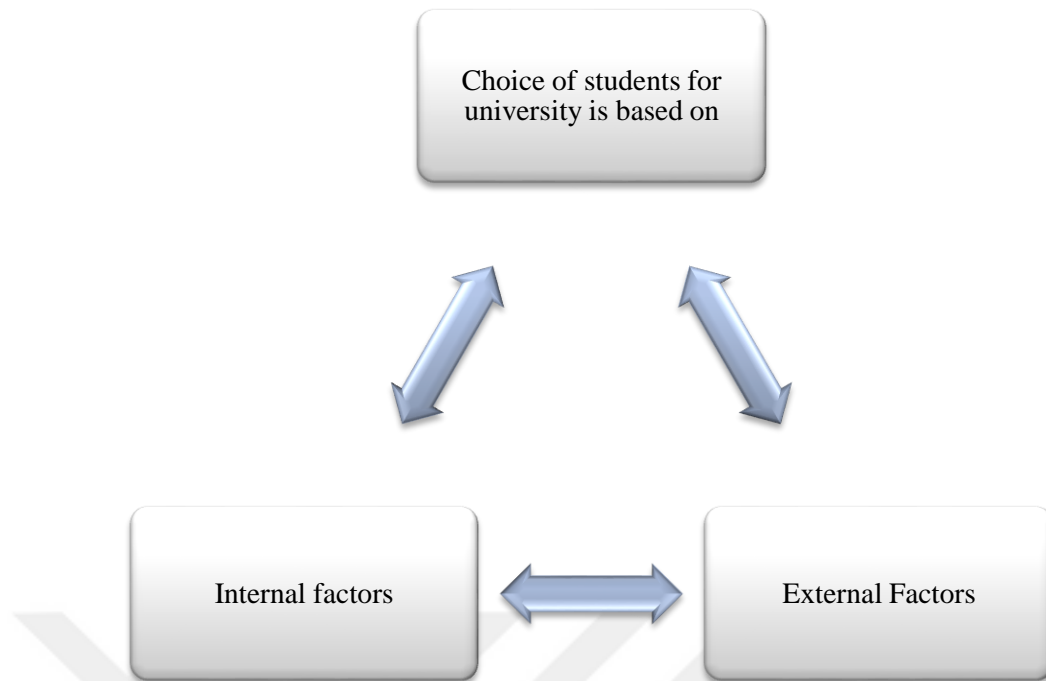 Choice of students for
university is based on
Internal factors
External Factors